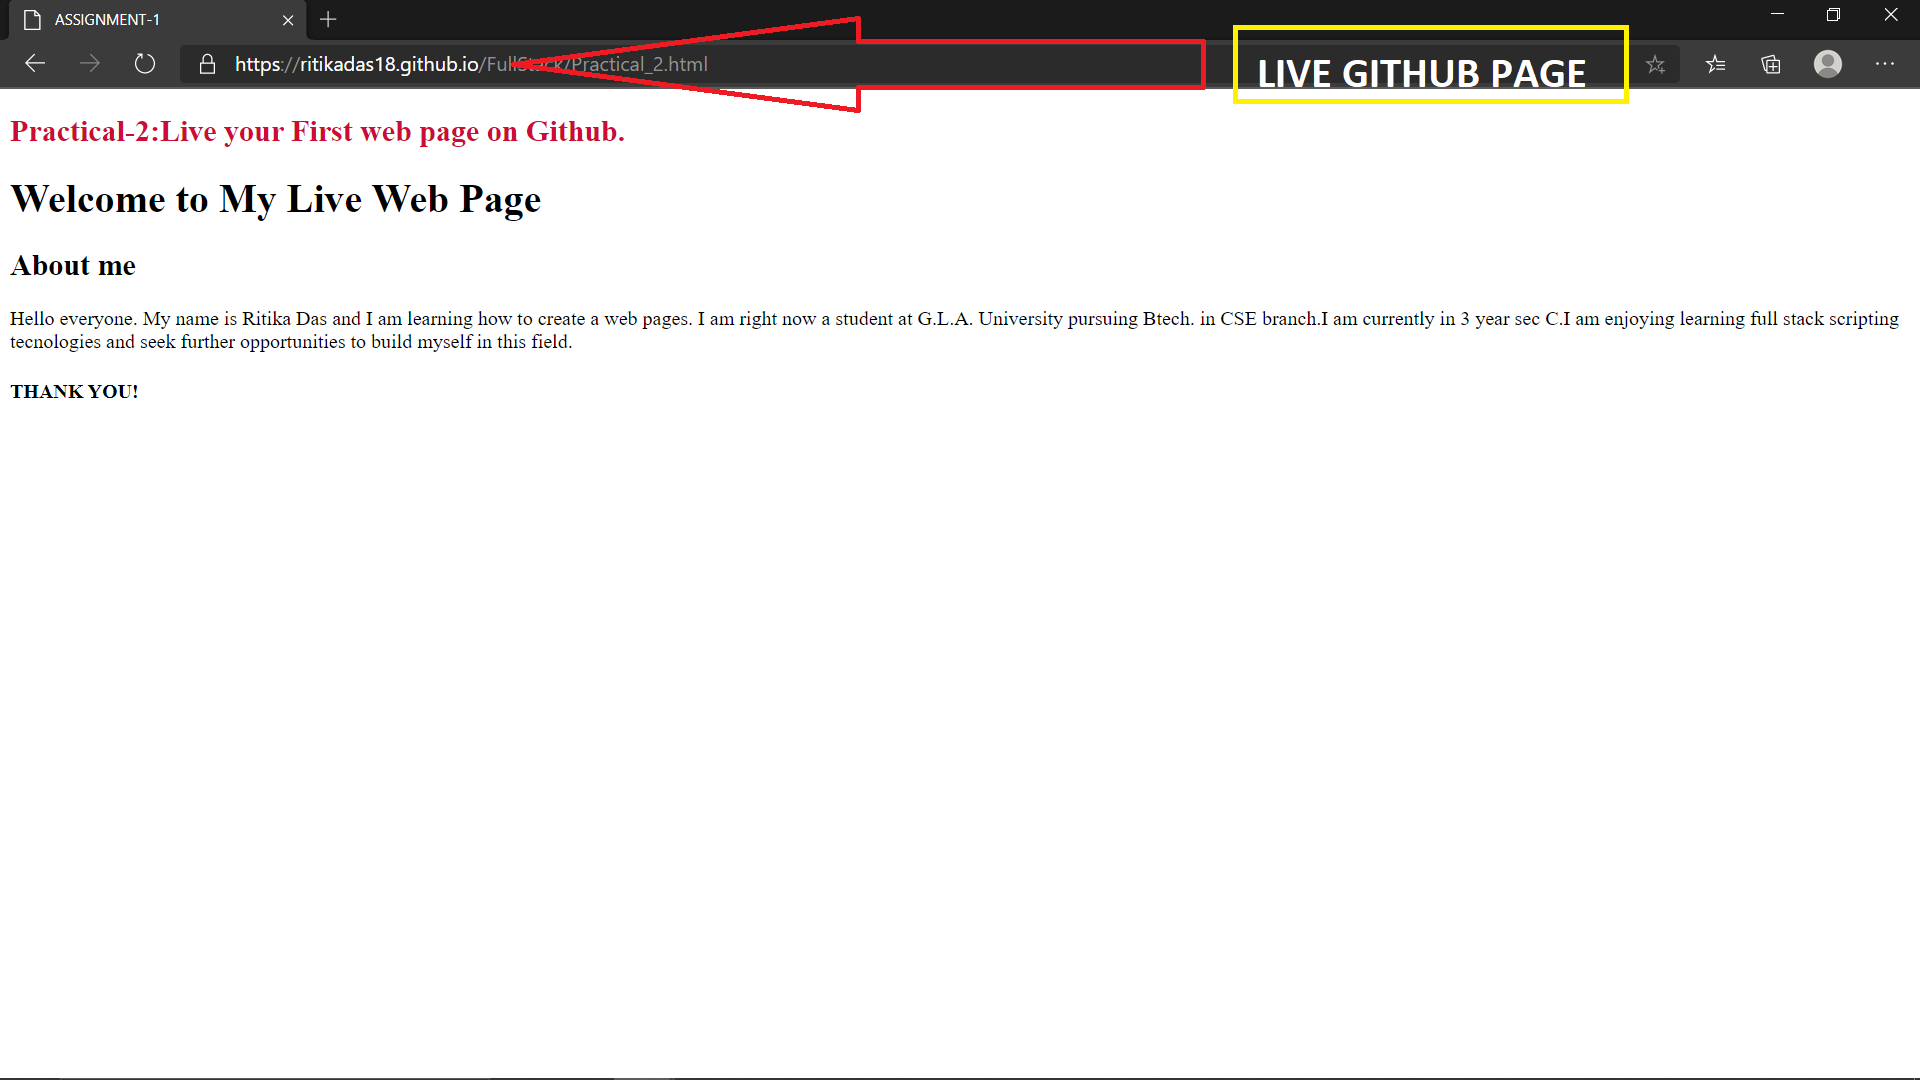 ASSIGNMENT-1
https://ritikadas18.github.io/FullStack/Practical_2.html
LIVE GITHUB PAGE
Practical-2:Live your First web page on Github.
Welcome to My Live Web Page
About me
Hello everyone. My name is Ritika Das and I am learning how to create a web pages. I am right now a student at G.L.A. University pursuing Btech. in CSE branch.I am currently in 3 year sec C.I am enjoying learning full stack scripting
tecnologies and seek further opportunities to build myself in this field.
THANK YOU!